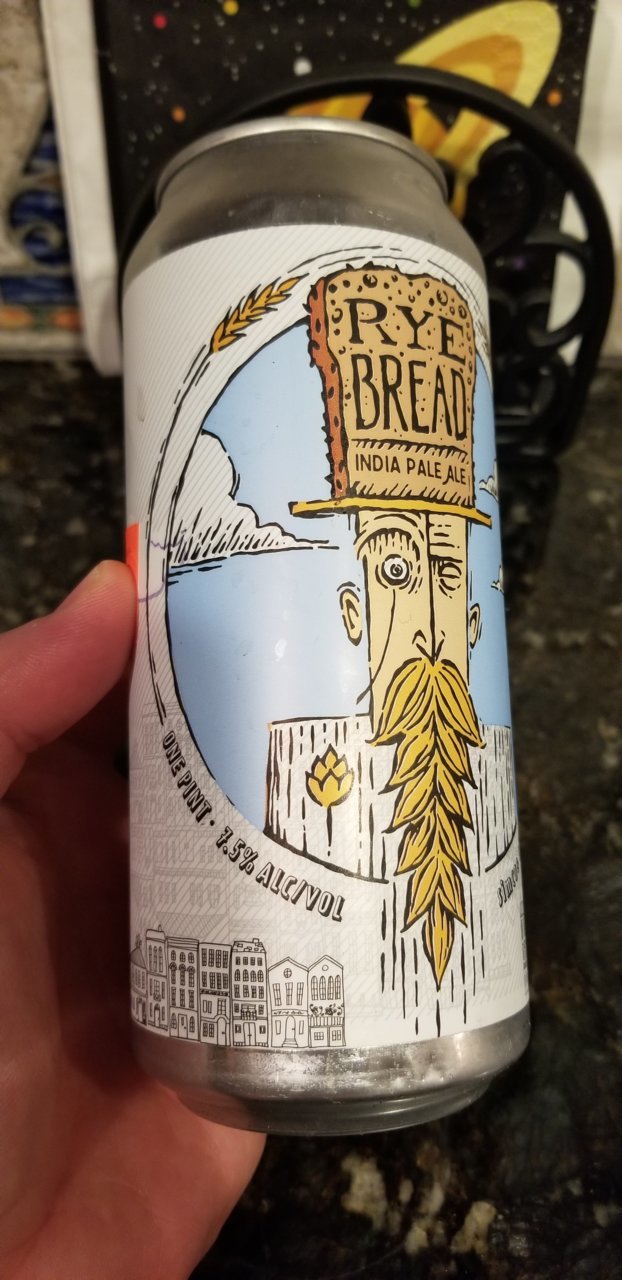 RYE
BREAD
INDIA PALE ALE
ONE PINT • 7.5% ALC/VOL